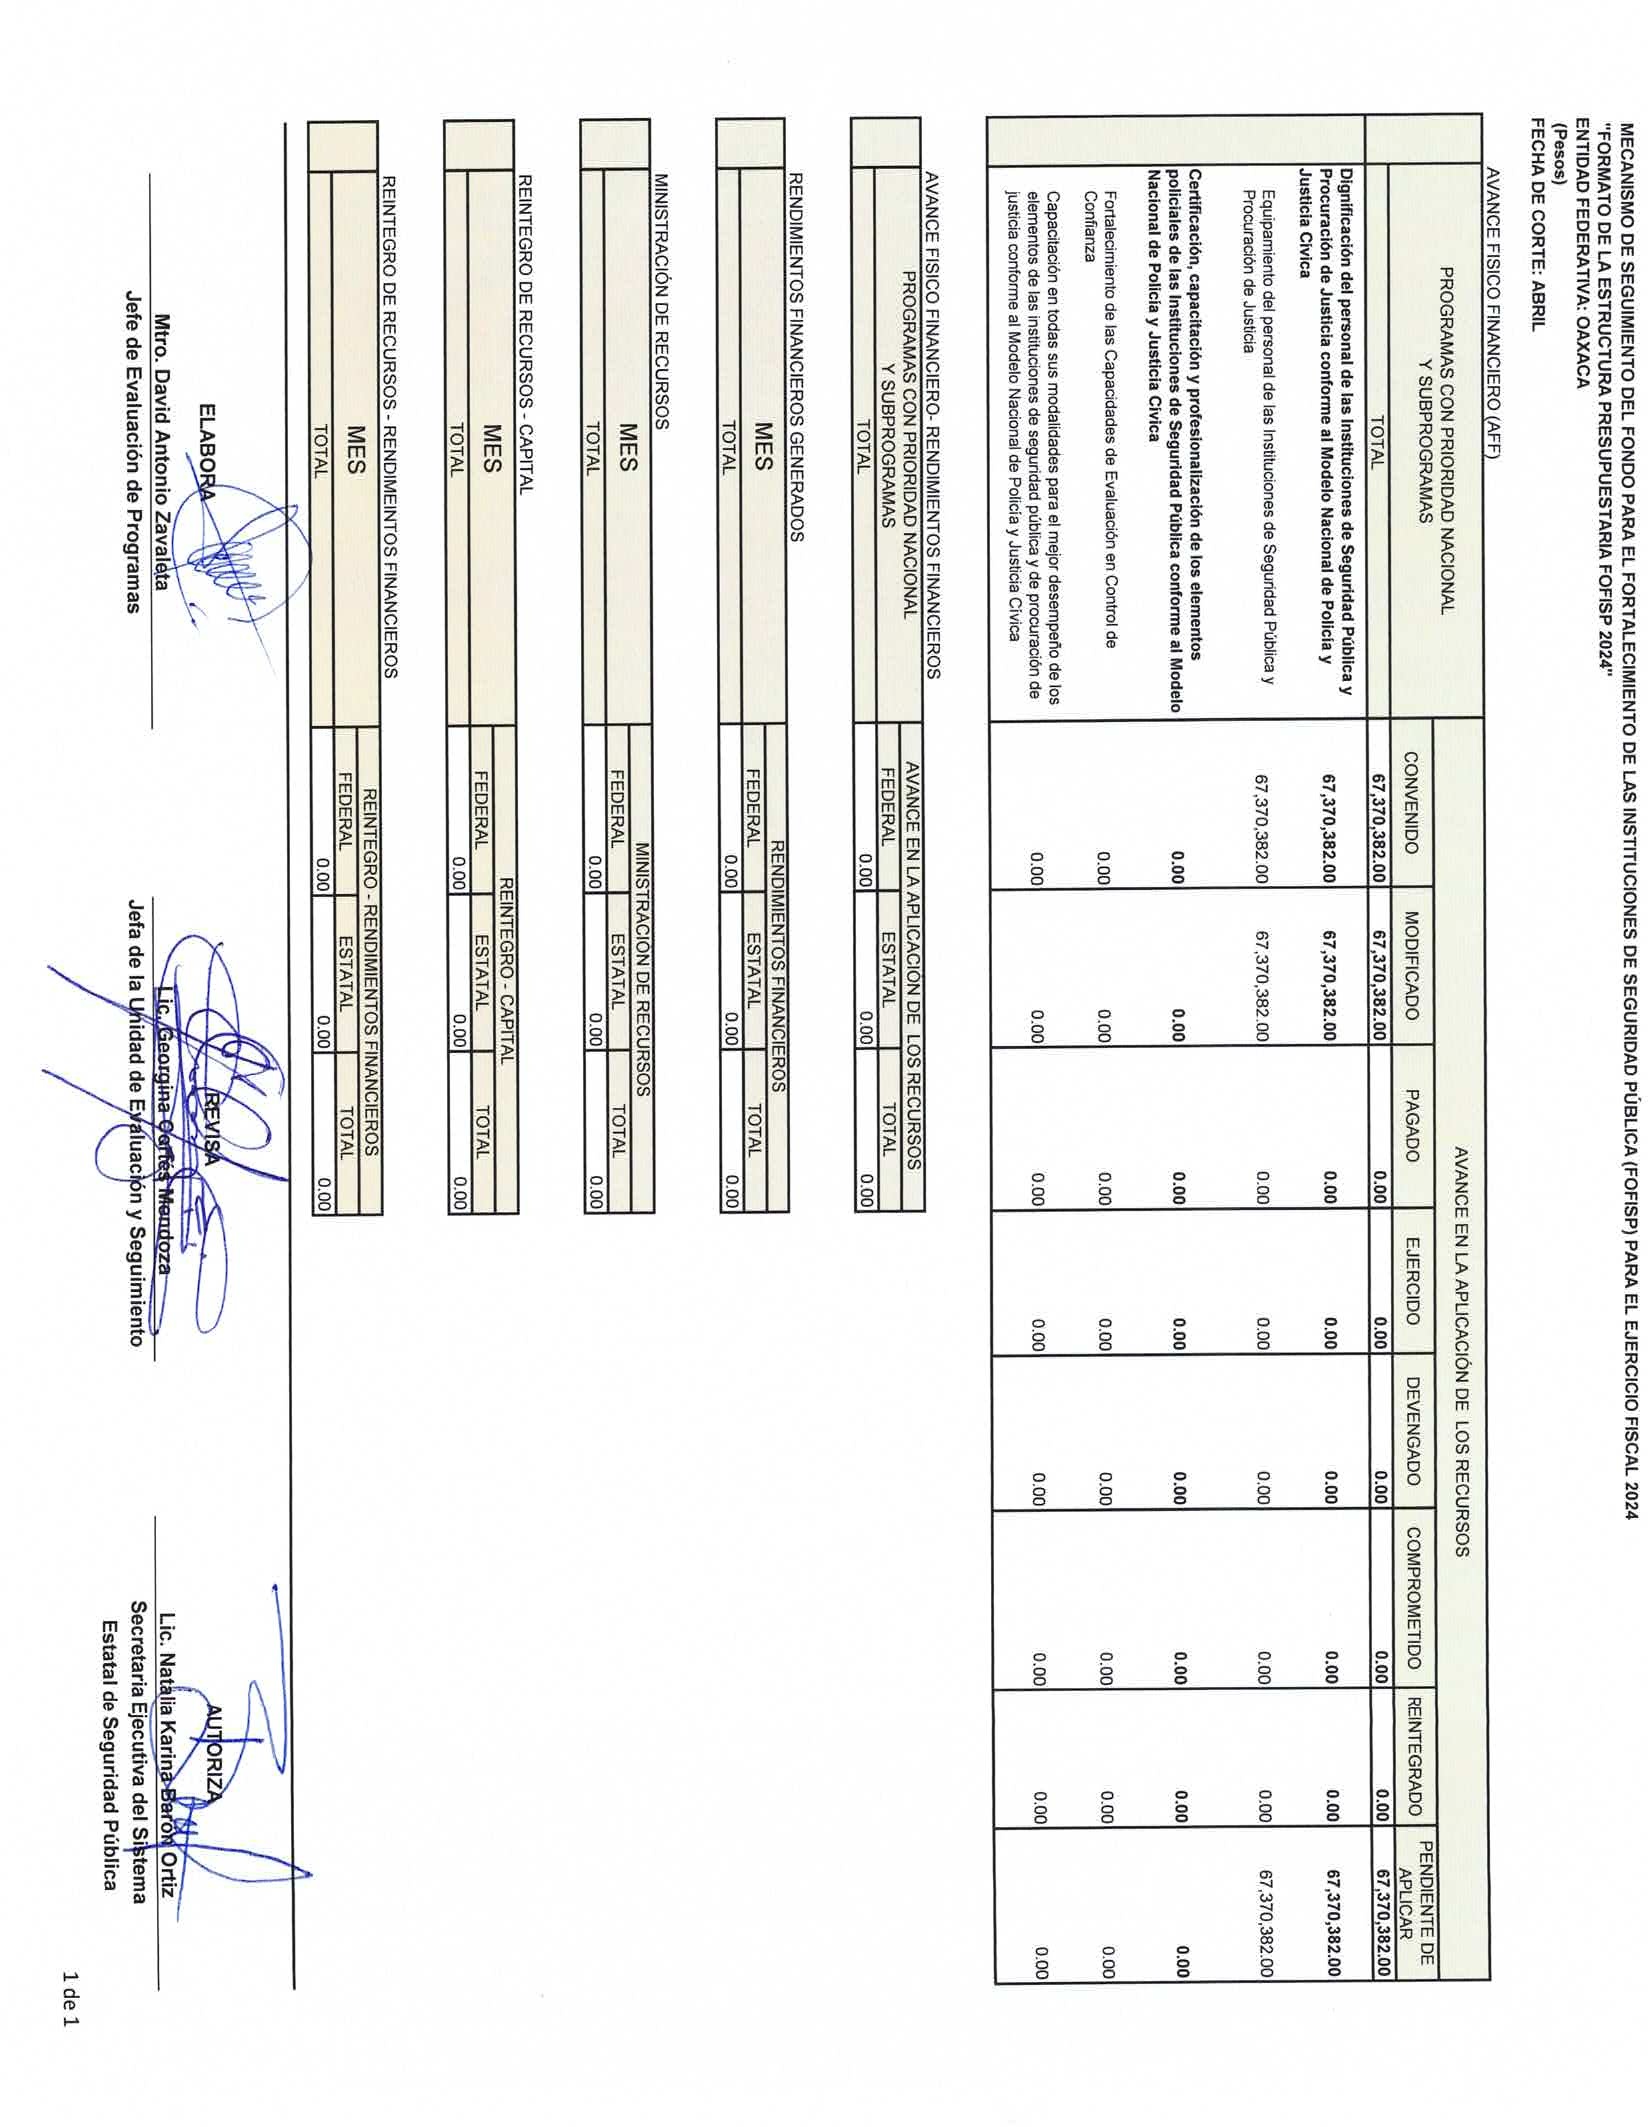 MECANISMO DE SEGUIMIENTO DEL FONDO PARA EL FORTALECIMIENTO DE LAS INSTITUCIONES DE SEGURIDAD PÚBLICA (FOFISP) PARA EL EJERCICIO FISCAL 2024
"FORMATO DE LA ESTRUCTURA PRESUPUESTARIA FOFISP 2024"
ENTIDAD FEDERATIVA: OAXACA
(Pesos)
FECHA DE CORTE: ABRIL
AVANCE FISICO FINANCIERO (AFF)
PROGRAMAS CON PRIORIDAD NACIONAL
Y SUBPROGRAMAS
AVANCE EN LA APLICACIÓN DE LOS RECURSOS
CONVENIDO MODIFICADO PAGADO EJERCIDO DEVENGADO COMPROMETIDO REINTEGRADO PENDIENTE DE
APLICAR
TOTAL 67,370,382.00 67,370,382.00 0.00 0.00 0.00 0.00 0.00 67,370,382.00
Dignificación del personal de las Instituciones de Seguridad Pública y
Procuración de Justicia conforme al Modelo Nacional de Policía y 67,370,382.00 67,370,382.00 0.00 0.00 0.00 0.00 0.00 67,370,382.00
Justicia Cívica
Equipamiento del personal de las Instituciones de Seguridad Pública y
Procuración de Justicia 67,370,382.00 67,370,382.00 0.00 0.00 0.00 0.00 0.00 67,370,382.00
Certificación, capacitación y profesionalización de los elementos
policiales de las Instituciones de Seguridad Pública conforme al Modelo 0.00 0.00 0.00 0.00 0.00 0.00 0.00 0.00
Nacional de Policía y Justicia Cívica
Fortalecimiento de las Capacidades de Evaluación en Control de
Confianza 0.00 0.00 0.00 0.00 0.00 0.00 0.00 0.00
Capacitación en todas sus modalidades para el mejor desempeño de los
elementos de las instituciones de seguridad pública y de procuración de 0.00 0.00 0.00 0.00 0.00 0.00 0.00 0.00
justicia conforme al Modelo Nacional de Policía y Justicia Cívica
AVANCE FISICO FINANCIERO- RENDIMIENTOS FINANCIEROS
PROGRAMAS CON PRIORIDAD NACIONAL AVANCE EN LA APLICACIÓN DE LOS RECURSOS
Y SUBPROGRAMAS FEDERAL ESTATAL TOTAL
TOTAL 0.00 0.00 0.00
RENDIMIENTOS FINANCIEROS GENERADOS
RENDIMIENTOS FINANCIEROS
MES FEDERAL ESTATAL TOTAL
TOTAL 0.00 0.00 0.00
MINISTRACIÓN DE RECURSOS
MINISTRACION DE RECURSOS
MES FEDERAL ESTATAL TOTAL
TOTAL 0.00 0.00 0.00
REINTEGRO DE RECURSOS - CAPITAL
REINTEGRO - CAPITAL
MES FEDERAL ESTATAL TOTAL
TOTAL 0.00 0.00 0.00
REINTEGRO DE RECURSOS - RENDMEINTOS FINANCIEROS
REINTEGRO - RENDIMIENTOS FINANCIEROS
MES FEDERAL ESTATAL TOTAL
TOTAL 0.00 0.00 0.00
ELABORA REVISA AUTORIZA
Mtro. David Antonio Zavaleta Lic. Georgina Cortés Mendoza Lic. Natalia Karina Barón Ortiz
Jefe de Evaluación de Programas Jefa de la Unidad de Evaluación y Seguimiento Secretaria Ejecutiva del Sistema
Estatal de Seguridad Pública
1 de 1